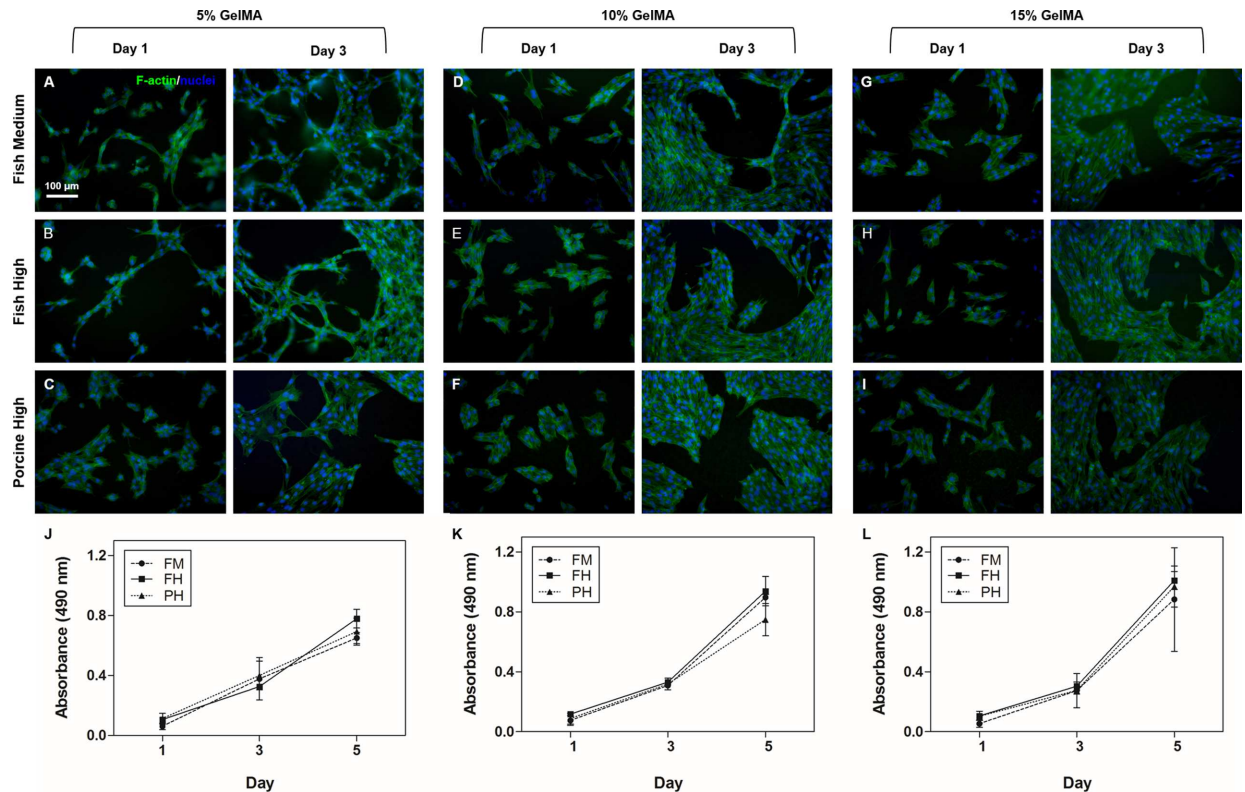 5% GelMA
10% GelMA
15% GelMA
Day 1
Day 3
Day 1
Day 3
Day 1
Day 3
Fish Medium
A
F-actin/nuclei
100 µm
D
G
Fish High
B
E
H
Porcine High
C
F
I
J
Absorbance (490 nm)
1.2
0.8
0.4
0.0
FM
FH
PH
1
3
5
Day
K
Absorbance (490 nm)
1.2
0.8
0.4
0.0
FM
FH
PH
1
3
5
Day
L
Absorbance (490 nm)
1.2
0.8
0.4
0.0
FM
FH
PH
1
3
5
Day